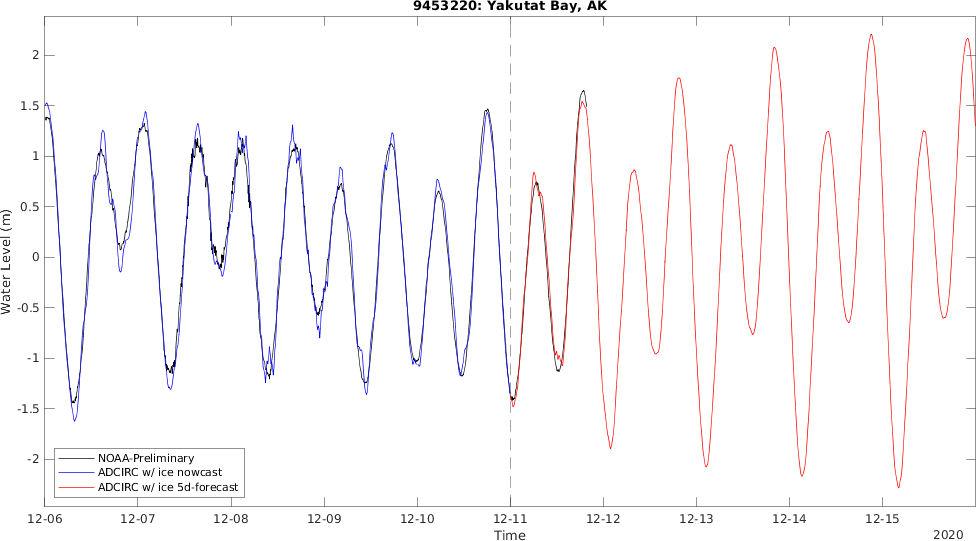 9453220: Yakutat Bay, AK
Water Level (m)
2
1.5
1
0.5
0
-0.5
-1
-1.5
-2
NOAA-Preliminary
ADCIRC w/ ice nowcast
ADCIRC w/ ice 5d-forecast
12-06 12-07 12-08 12-09 12-10 12-11 12-12 12-13 12-14 12-15
Time
2020